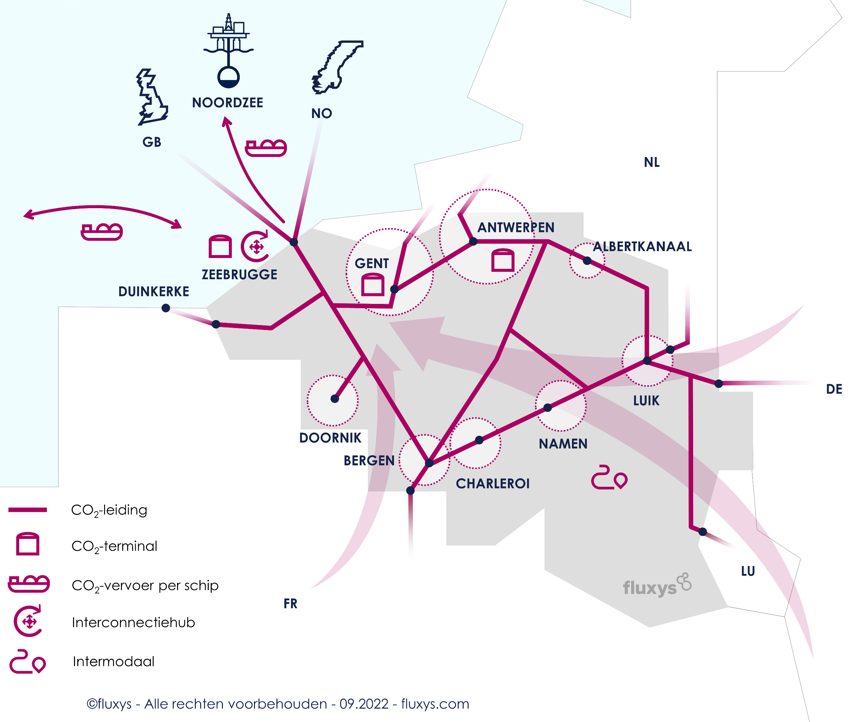 NOORDZEE
GB
NO
NL
ANTWERPEN
ALBERTKANAAL
GENT
ZEEBRUGGE
DUINKERKE
DE
LUIK
DOORNIK
NAMEN
BERGEN
CHARLEROI
LU
FR
fluxys
CO₂-leiding
CO₂-terminal
CO₂-vervoer per schip
Interconnectiehub
Intermodaal
©fluxys - Alle rechten voorbehouden - 09.2022 - fluxys.com